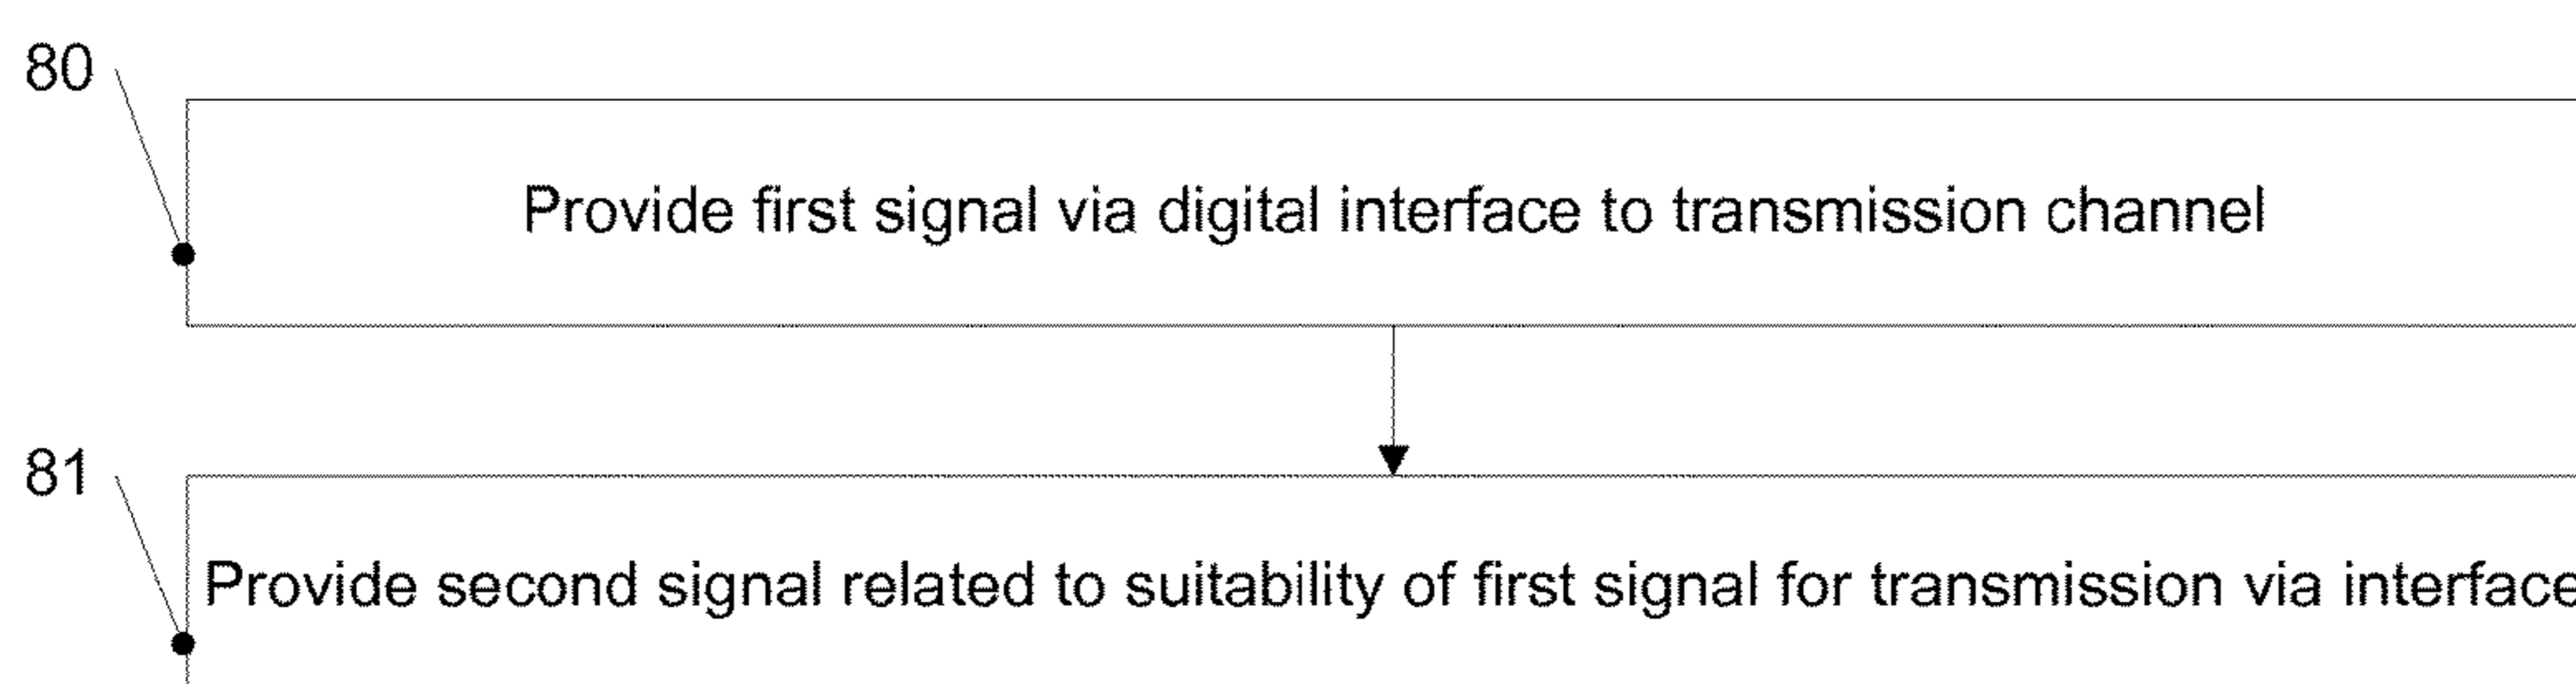 80
Provide first signal via digital interface to transmission channel
81
Provide second signal related to suitability of first signal for transmission via interface